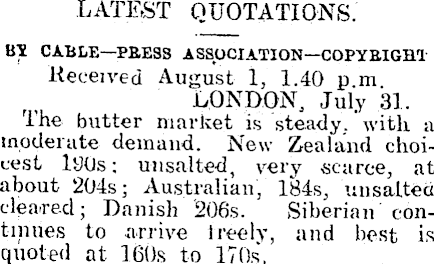 LATEST QUOTATIONS.
BY CABLE—PRESS ASSOCIATION—COPYRIGHT
Received August 1, 1.40 p.m.
LONDON, July 31.
The butter market is steady, with a
moderate demand. New Zealand choi-
cest 190s; unsalted, very scarce, at
about 204s; Australian, 184s, unsalted
cleared; Danish 206s. Siberian con-
tinues to arrive freely, and best is
quoted at 160s to 170s.